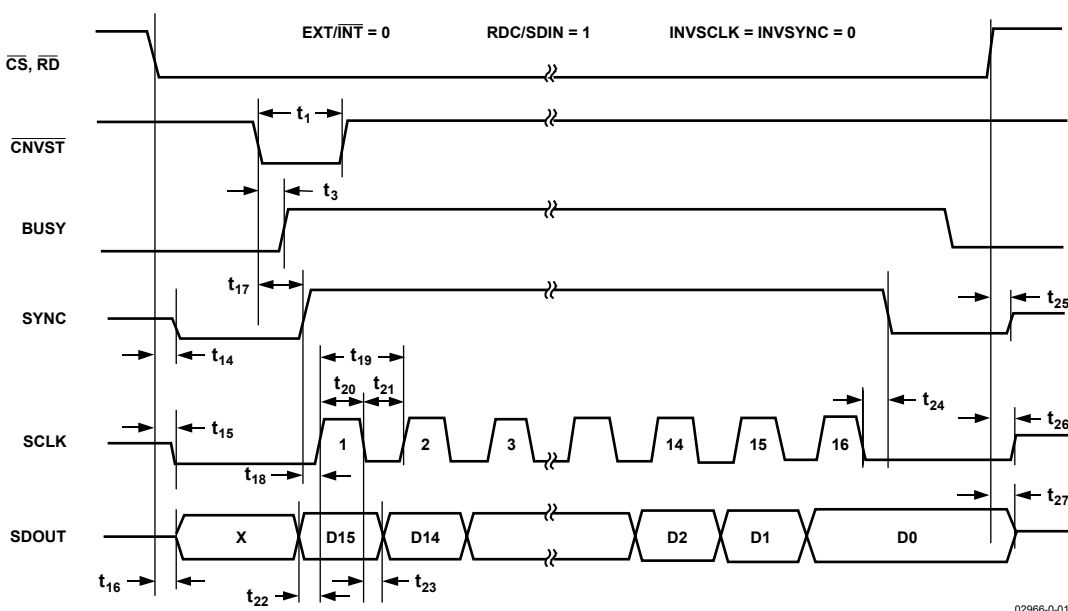 EXT/INT = 0 RDC/SDIN = 1 INVSCLK = INVSYNC = 0
CS, RD
t1
CNVST
t3
BUSY
t17
t25
SYNC
t14
t19
t20 t21
t24
t15
t26
SCLK
1 2 3 14 15 16
t18
t27
SDOUT
X D15 D14 D2 D1 D0
t16
t22
t23
02966-0-01